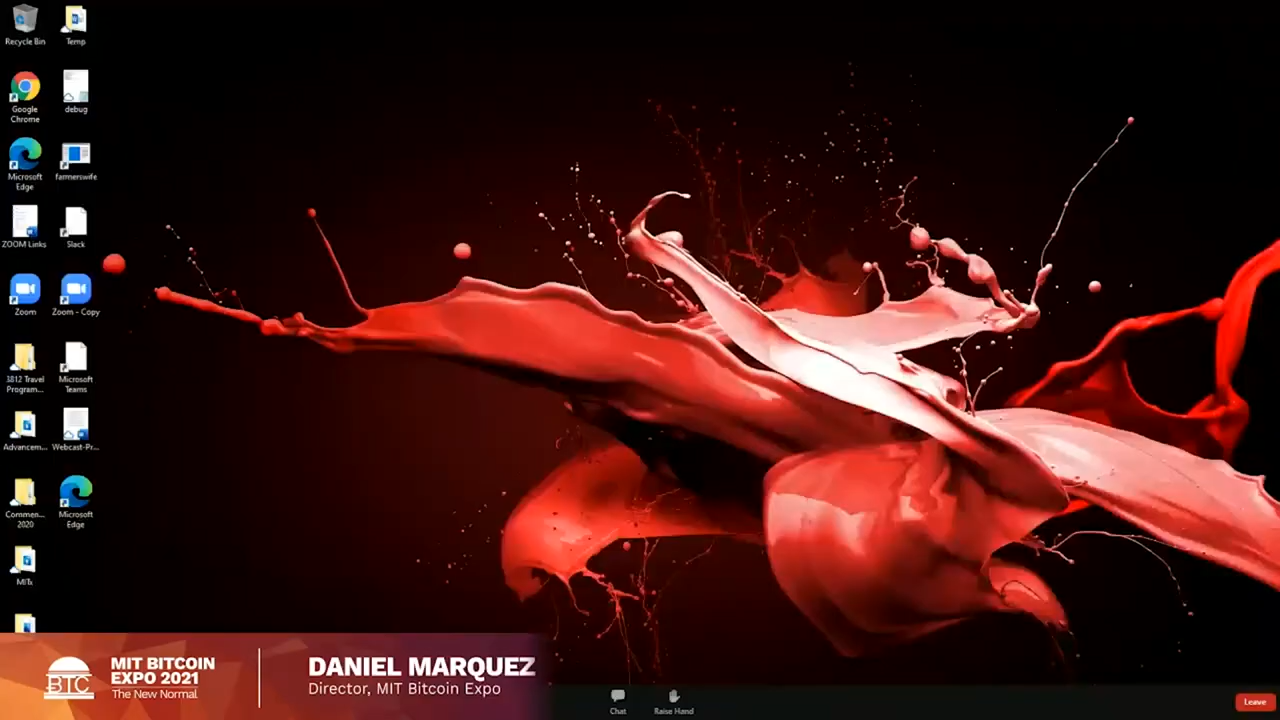 Recycle Bin
Temp
Google
Chrome
debug
Microsoft
Edge
farmerswife
ZOOM Links
Slack
Zoom
Zoom - Copy
3812 Travel
Program...
Microsoft
Teams
Advancem...
Webcast-Pr...
Commen...
2020
Microsoft
Edge
MITx
BTC
MIT BITCOIN
EXPO 2021
The New Normal
DANIEL MARQUEZ
Director, MIT Bitcoin Expo
Chat
Raise Hand
Leave